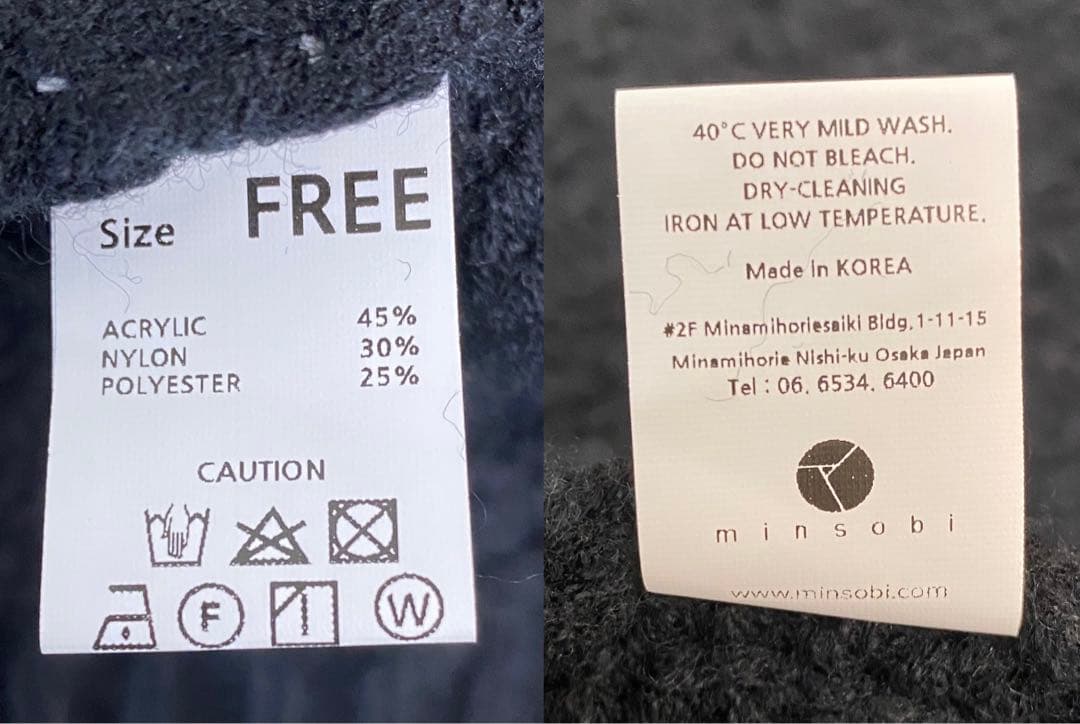 Size FREE
ACRYLIC 45%
NYLON 30%
POLYESTER 25%
CAUTION
F W
40°C VERY MILD WASH.
DO NOT BLEACH.
DRY-CLEANING
IRON AT LOW TEMPERATURE.
Made In KOREA
#2F Minamihoriesaiki Bldg, 1-11-15
Minamihorie Nishi-ku Osaka Japan
Tel : 06. 6534. 6400
minsobi
www.minsobi.com